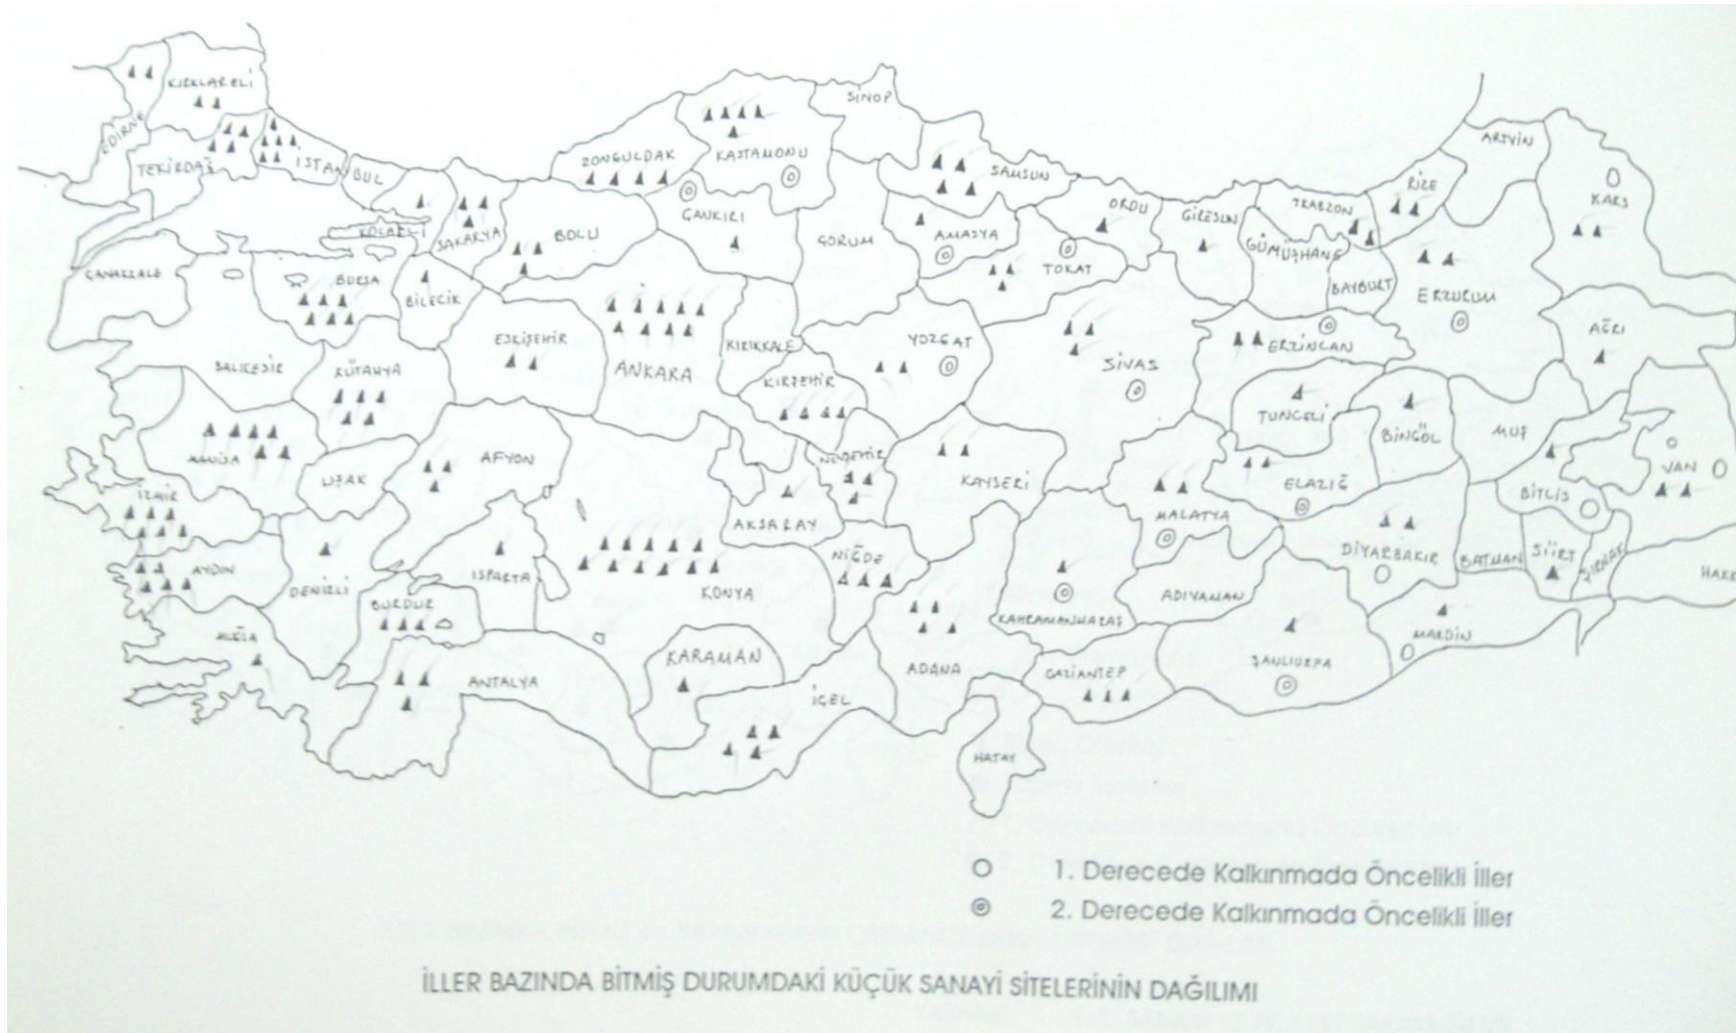 KIRKLARELİ
EDİRNE
TEKİRDAĞ
İSTAN BUL
KOCAELİ
SAKARYA
ZONGULDAK
KASTAMONU
SİNOP
SAMSUN
ÇANKIRI
ÇORUM
AMASYA
ORDU
GİRESUN
TRABZON
RİZE
ARTVİN
KARS
ÇANAKKALE
BURSA
BİLECİK
BOLU
TOKAT
GÜMÜŞHANE
BAYBURT
ERZURUM
AĞRI
BALIKESİR
KÜTAHYA
ESKİŞEHİR
ANKARA
KIRIKKALE
KIRŞEHİR
YOZGAT
SİVAS
ERZİNCAN
TUNCELİ
BİNGÖL
MUŞ
VAN
MANİSA
UŞAK
AFYON
NEVŞEHİR
KAYSERİ
MALATYA
ELAZIĞ
BİTLİS
İZMİR
AYDIN
DENİZLİ
ISPARTA
KONYA
AKSARAY
NİĞDE
KAHRAMANMARAŞ
ADIYAMAN
DİYARBAKIR
BATMAN
SİİRT
ŞIRNAK
HAKK
MUĞLA
BURDUR
ANTALYA
KARAMAN
İÇEL
ADANA
GAZİANTEP
ŞANLIURFA
MARDİN
HATAY
1. Derecede Kalkınmada Öncelikli İller
2. Derecede Kalkınmada Öncelikli İller
İLLER BAZINDA BİTMİŞ DURUMDAKİ KÜÇÜK SANAYİ SİTELERİNİN DAĞILIMI